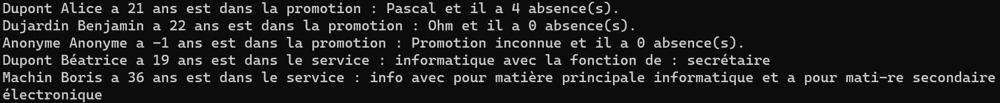 Dupont Alice a 21 ans est dans la promotion : Pascal et il a 4 absence(s).
Dujardin Benjamin a 22 ans est dans la promotion : Ohm et il a 0 absence(s).
Anonyme Anonyme a -1 ans est dans la promotion : Promotion inconnue et il a 0 absence(s).
Dupont Béatrice a 19 ans est dans le service : informatique avec la fonction de : secrétaire
Machin Boris a 36 ans est dans le service : info avec pour matière principale informatique et a pour mati-re secondaire
électronique